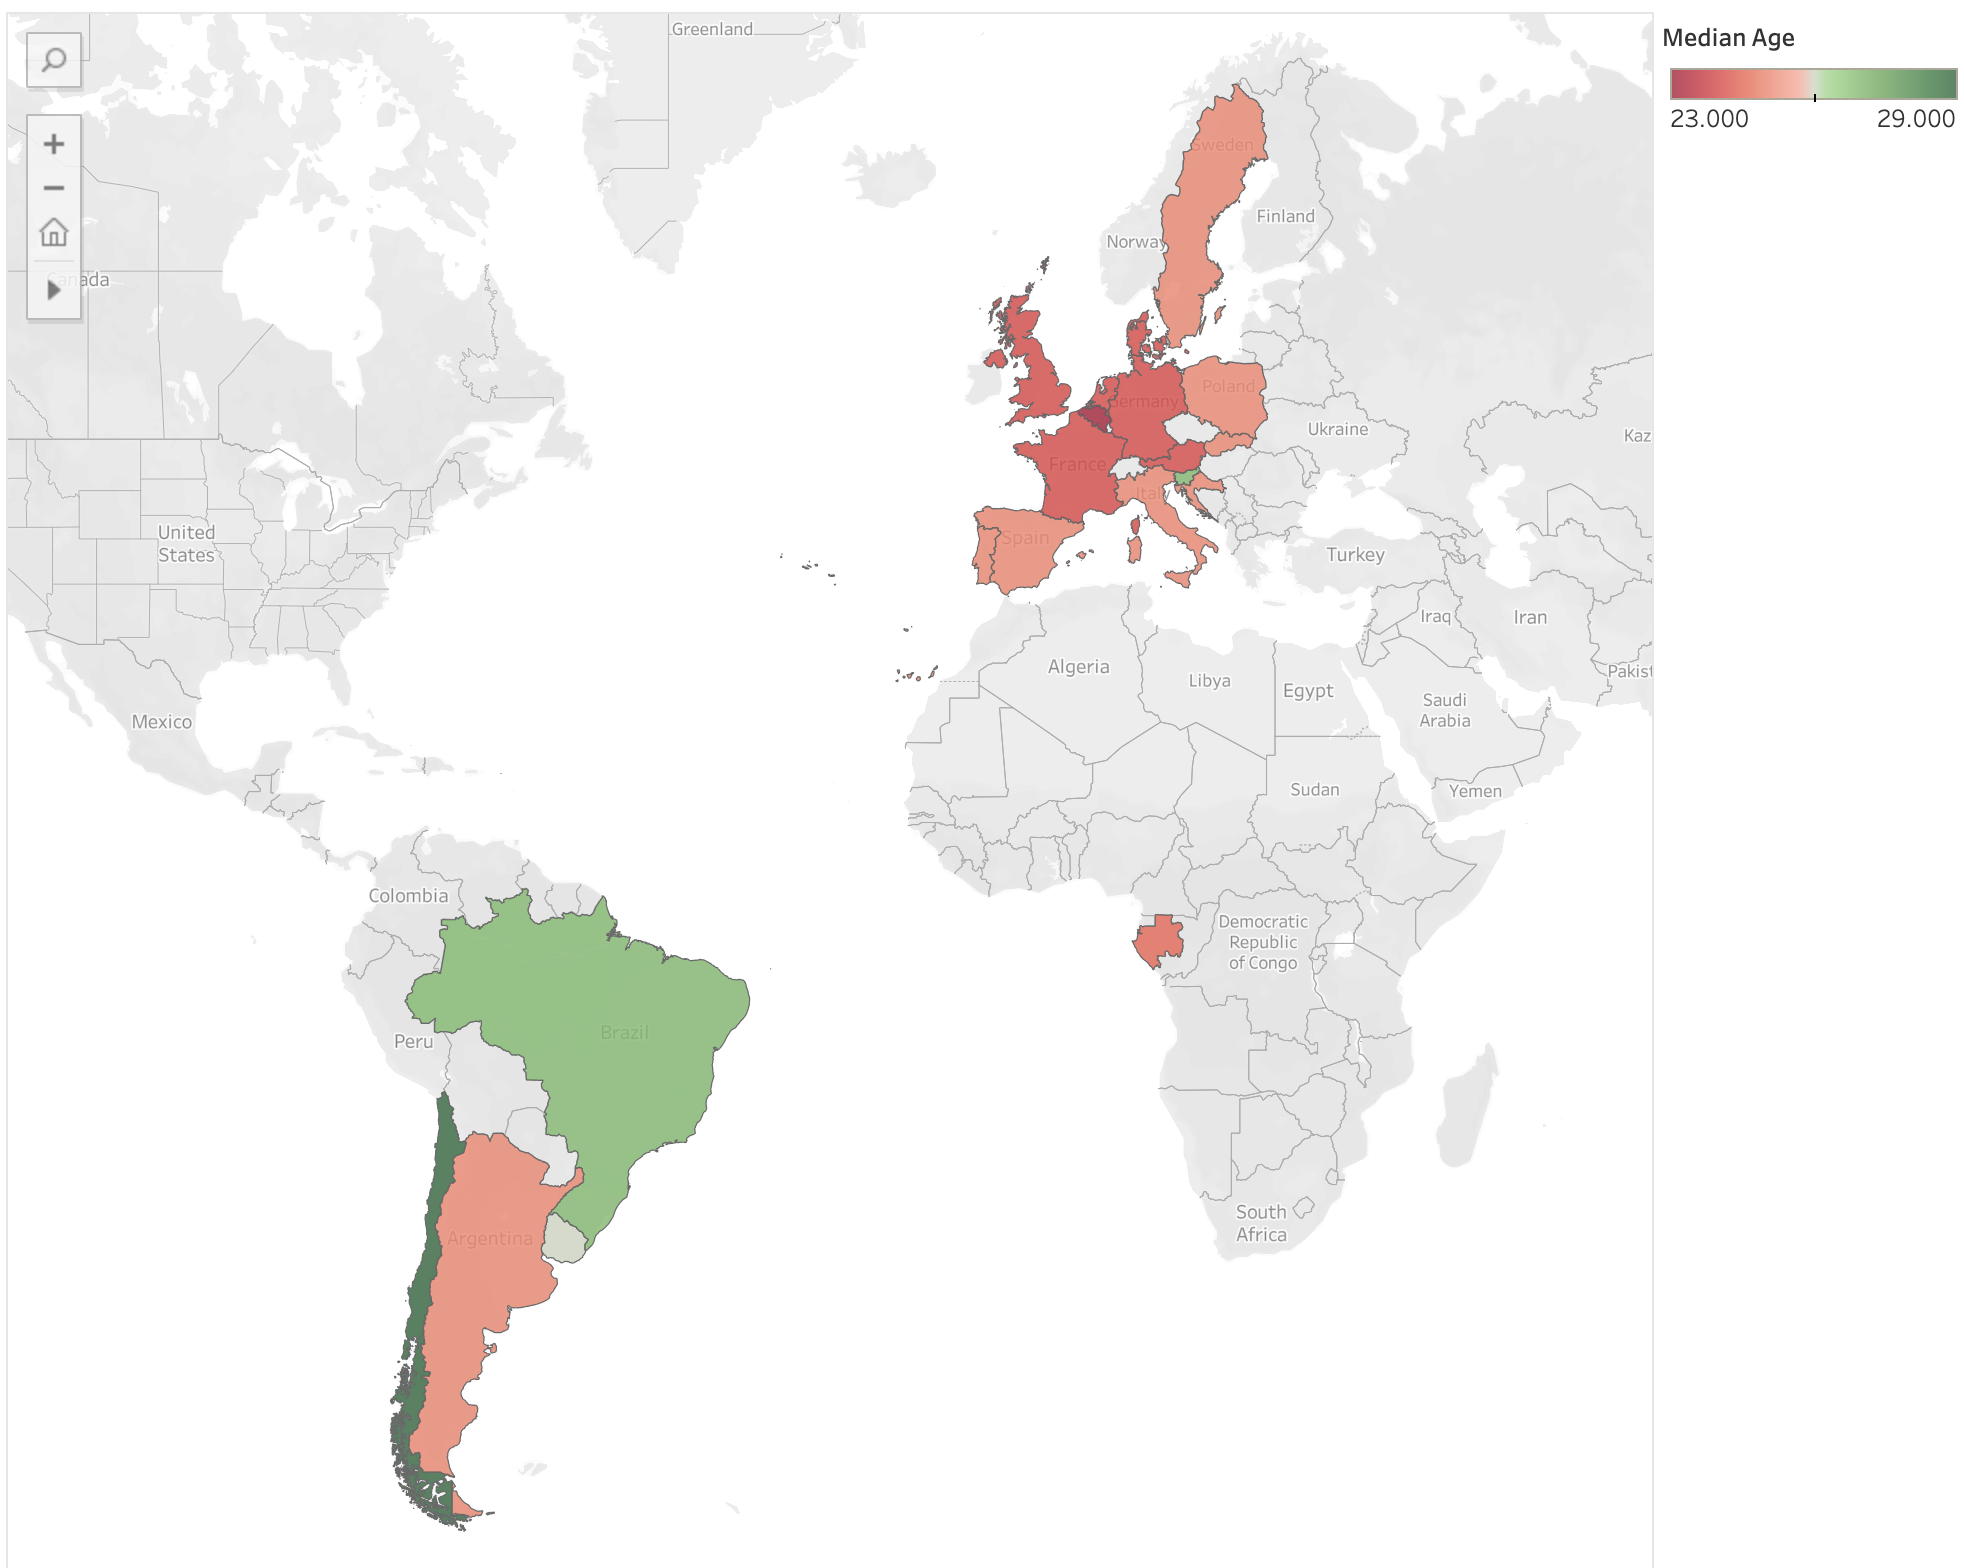 Greenland
Median Age
23.000
29.000
Sweden
Finland
Norway
Canada
Poland
Germany
Ukraine
Kaz
France
Italy
United
States
Spain
Turkey
Iraq
Iran
Algeria
Libya
Egypt
Pakist
Saudi
Arabia
Mexico
Sudan
Yemen
Colombia
Democratic
Republic
of Congo
Brazil
Peru
South
Africa
Argentina